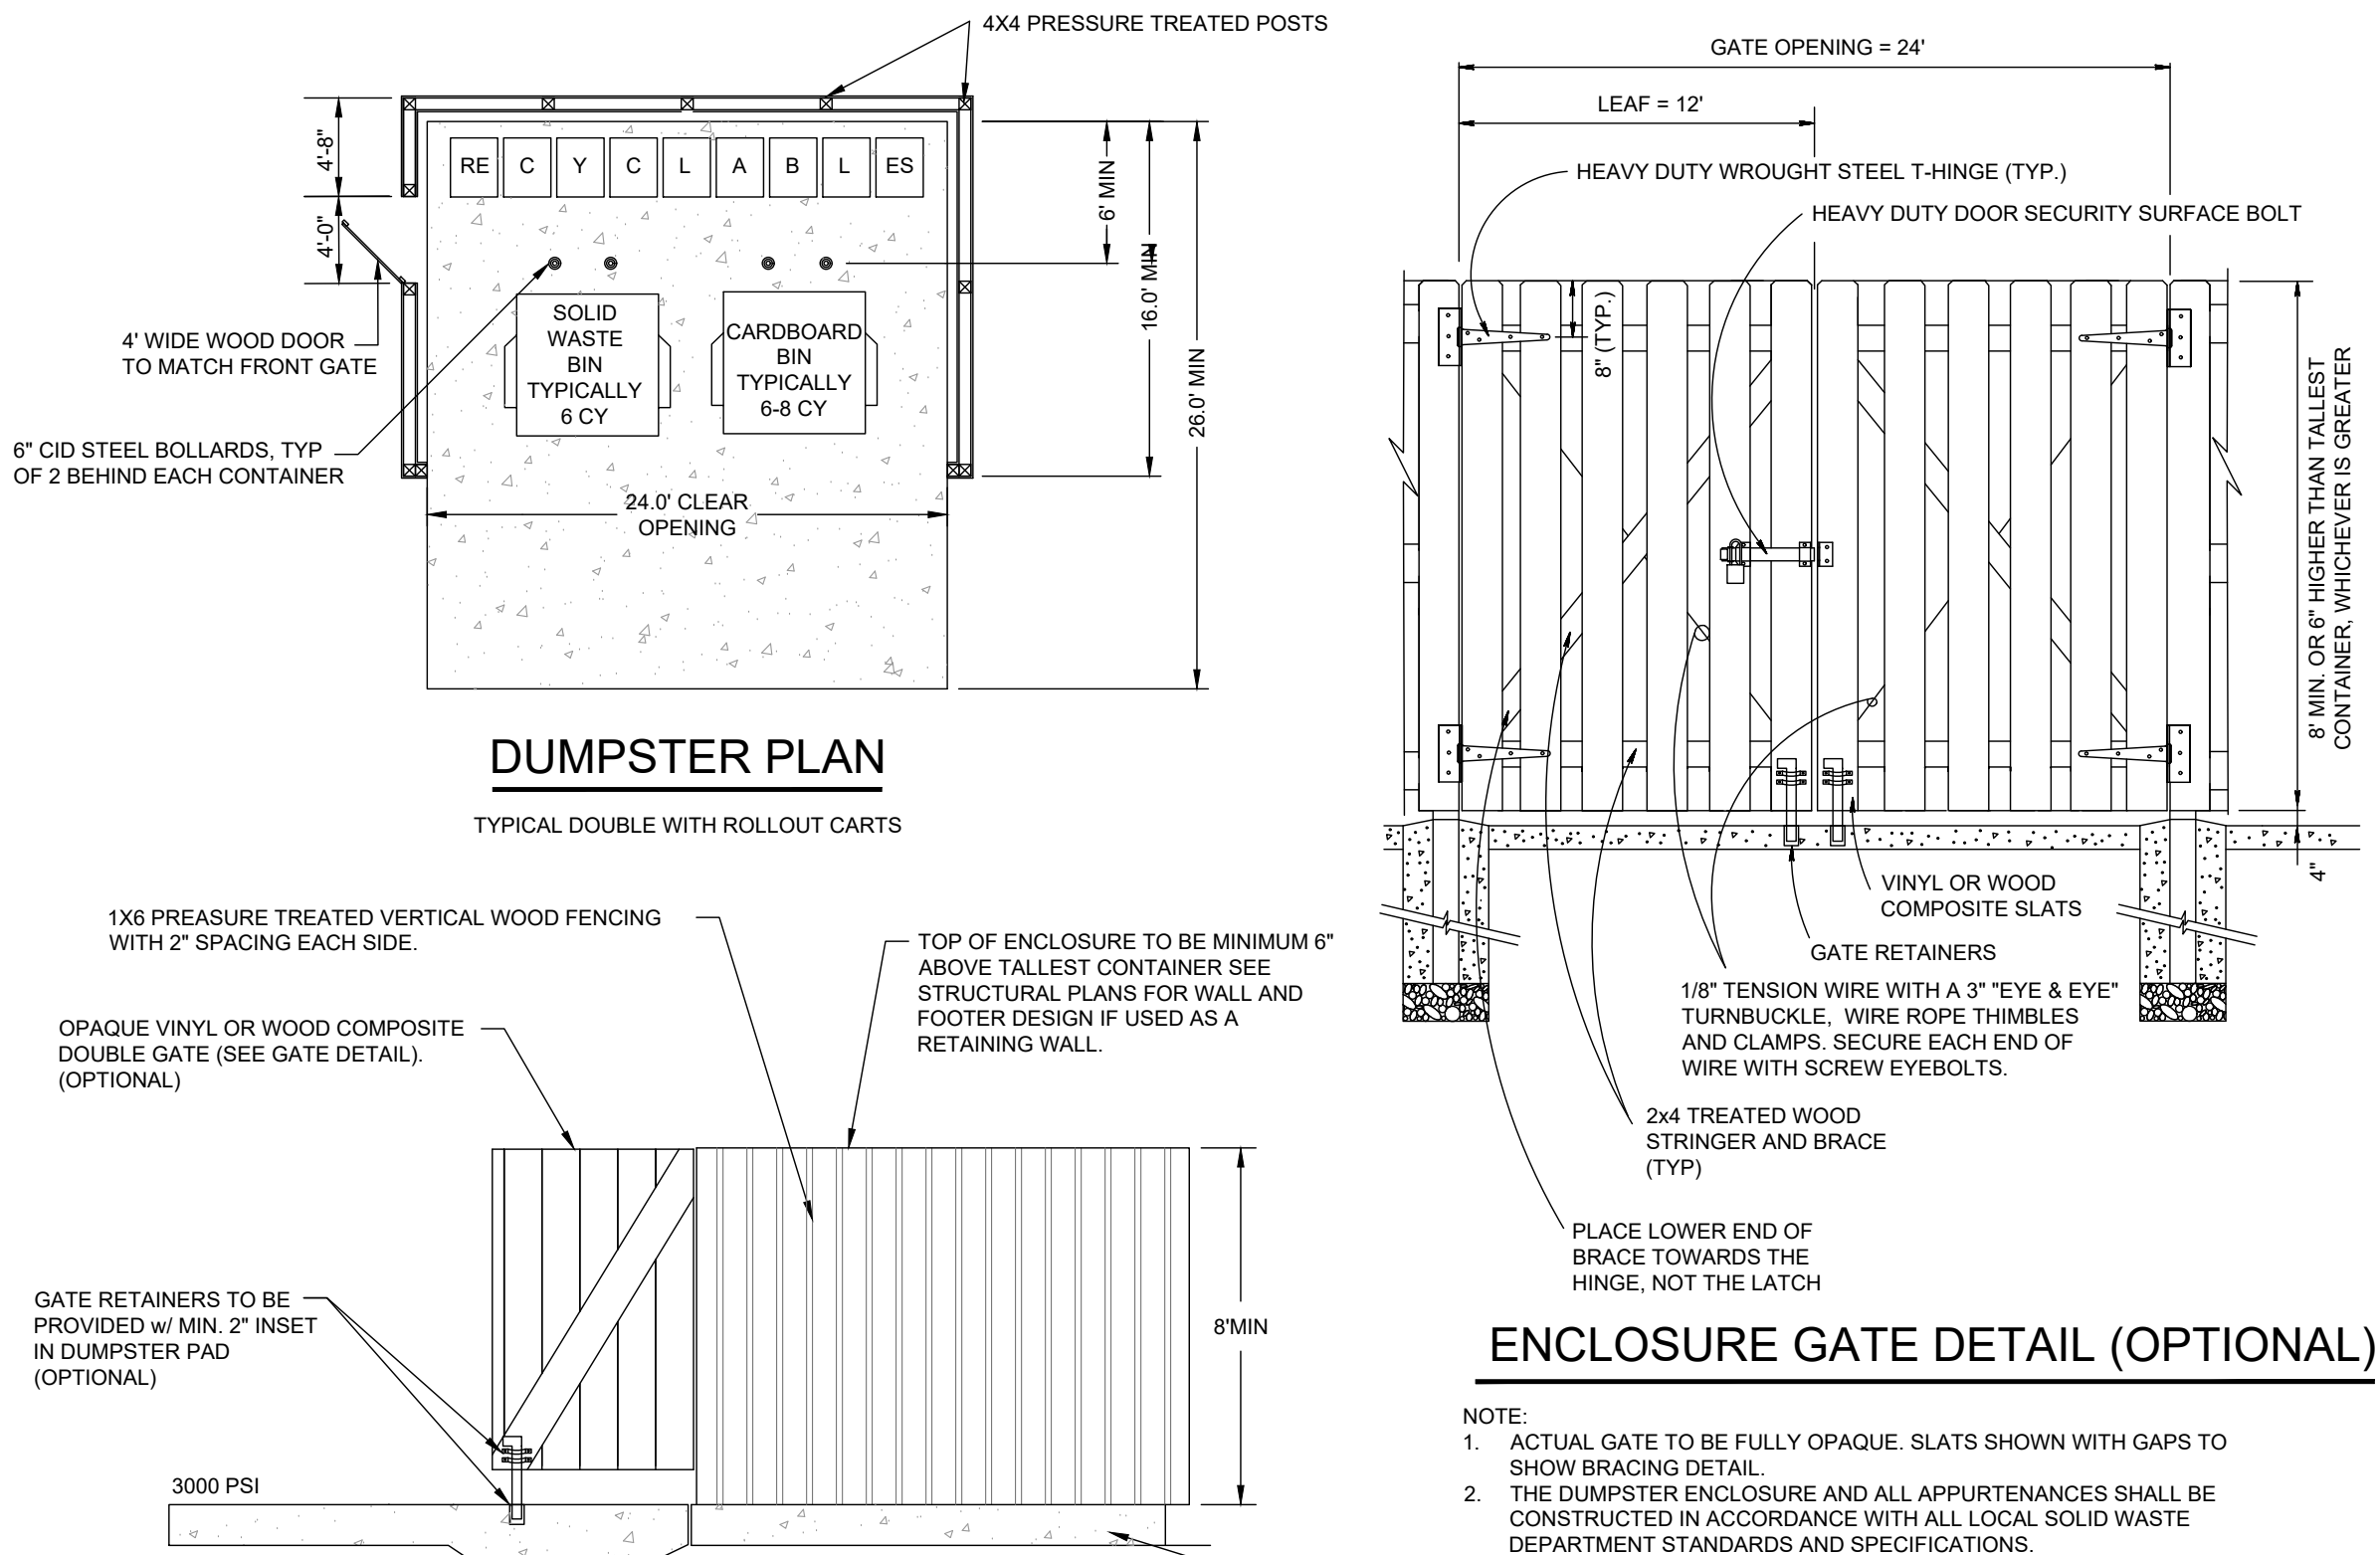 4X4 PRESSURE TREATED POSTS
4'-8"
4'-0"
RE C Y C L A B L ES
6' MIN
16.0' MIN
26.0' MIN
SOLID
WASTE
BIN
TYPICALLY
6 CY
CARDBOARD
BIN
TYPICALLY
6-8 CY
4' WIDE WOOD DOOR
TO MATCH FRONT GATE
6" CID STEEL BOLLARDS, TYP
OF 2 BEHIND EACH CONTAINER
24.0' CLEAR
OPENING
DUMPSTER PLAN
TYPICAL DOUBLE WITH ROLLOUT CARTS
GATE OPENING = 24'
LEAF = 12'
HEAVY DUTY WROUGHT STEEL T-HINGE (TYP.)
HEAVY DUTY DOOR SECURITY SURFACE BOLT
8" (TYP.)
8' MIN. OR 6" HIGHER THAN TALLEST
CONTAINER, WHICHEVER IS GREATER
4"
VINYL OR WOOD
COMPOSITE SLATS
GATE RETAINERS
1/8" TENSION WIRE WITH A 3" "EYE & EYE"
TURNBUCKLE, WIRE ROPE THIMBLES
AND CLAMPS. SECURE EACH END OF
WIRE WITH SCREW EYEBOLTS.
2x4 TREATED WOOD
STRINGER AND BRACE
(TYP)
PLACE LOWER END OF
BRACE TOWARDS THE
HINGE, NOT THE LATCH
ENCLOSURE GATE DETAIL (OPTIONAL)
NOTE:
1. ACTUAL GATE TO BE FULLY OPAQUE. SLATS SHOWN WITH GAPS TO
SHOW BRACING DETAIL.
2. THE DUMPSTER ENCLOSURE AND ALL APPURTENANCES SHALL BE
CONSTRUCTED IN ACCORDANCE WITH ALL LOCAL SOLID WASTE
DEPARTMENT STANDARDS AND SPECIFICATIONS.
1X6 PREASURE TREATED VERTICAL WOOD FENCING
WITH 2" SPACING EACH SIDE.
TOP OF ENCLOSURE TO BE MINIMUM 6"
ABOVE TALLEST CONTAINER SEE
STRUCTURAL PLANS FOR WALL AND
FOOTER DESIGN IF USED AS A
RETAINING WALL.
OPAQUE VINYL OR WOOD COMPOSITE
DOUBLE GATE (SEE GATE DETAIL).
(OPTIONAL)
GATE RETAINERS TO BE
PROVIDED w/ MIN. 2" INSET
IN DUMPSTER PAD
(OPTIONAL)
8'MIN
3000 PSI